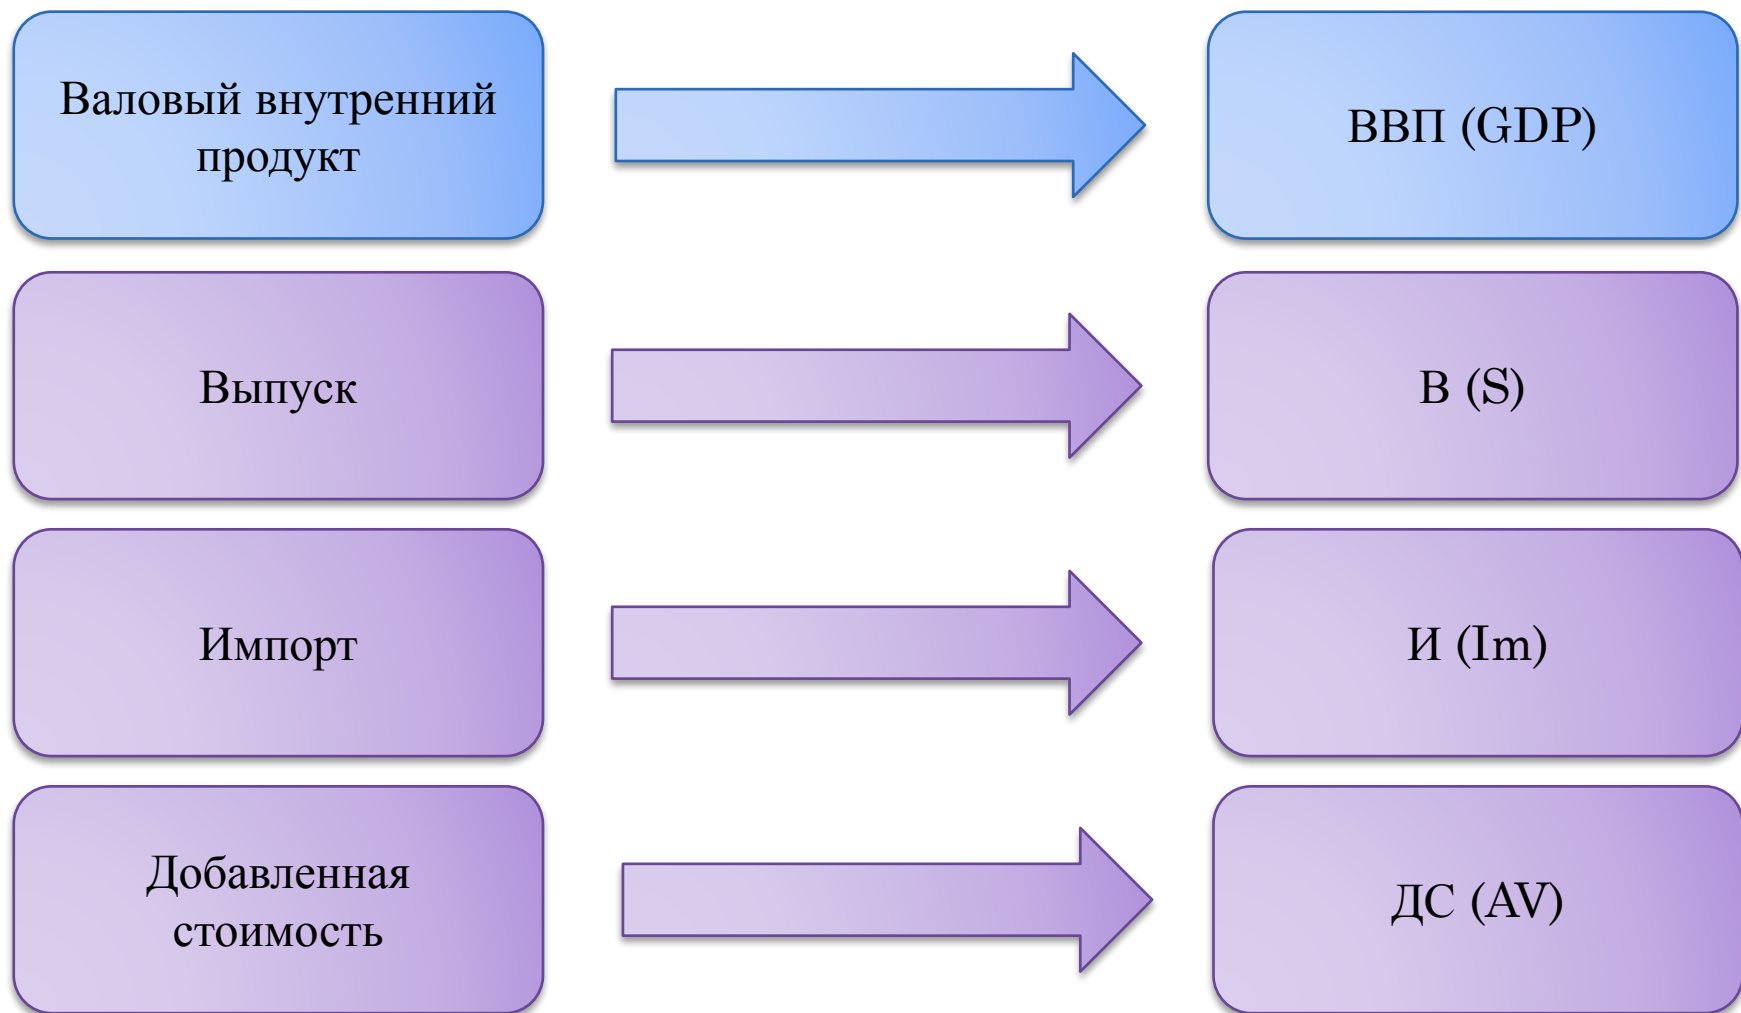 Валовый внутренний
продукт
ВВП (GDP)
Выпуск
В (S)
Импорт
И (Im)
Добавленная
стоимость
ДС (AV)